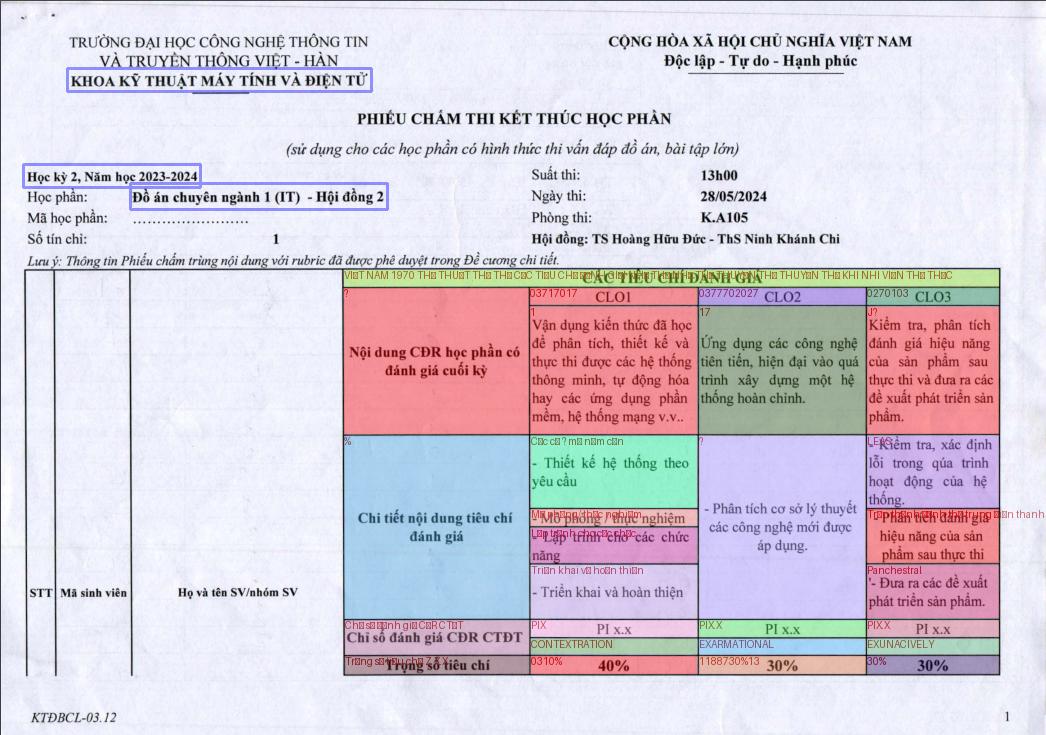 TRƯỜNG ĐẠI HỌC CÔNG NGHỆ THÔNG TIN
VÀ TRUYỀN THÔNG VIỆT - HÀN
KHOA KỸ THUẬT MÁY TÍNH VÀ ĐIỆN TỬ
CỘNG HÒA XÃ HỘI CHỦ NGHĨA VIỆT NAM
Độc lập - Tự do - Hạnh phúc
PHIẾU CHẤM THI KẾT THÚC HỌC PHẦN
(sử dụng cho các học phần có hình thức thi vấn đáp đồ án, bài tập lớn)
Học kỳ 2, Năm học 2023-2024
Suất thi: 13h00
Học phần: Đồ án chuyên ngành 1 (IT) - Hội đồng 2
Ngày thi: 28/05/2024
Mã học phần: ........................
Phòng thi: K.A105
Số tín chỉ: 1
Hội đồng: TS Hoàng Hữu Đức - ThS Ninh Khánh Chi
Lưu ý: Thông tin Phiếu chấm trùng nội dung với rubric đã được phê duyệt trong Đề cương chi tiết.
CÁC TIÊU CHÍ ĐÁNH GIÁ
?
03717017
CLO1
0377702027
CLO2
0270103
CLO3
Nội dung CĐR học phần có
đánh giá cuối kỳ
1
Vận dụng kiến thức đã học
để phân tích, thiết kế và
thực thi được các hệ thống
thông minh, tự động hóa
hay các ứng dụng phần
mềm, hệ thống mạng v.v..
17
Ứng dụng các công nghệ
tiên tiến, hiện đại vào quá
trình xây dựng một hệ
thống hoàn chỉnh.
J?
Kiểm tra, phân tích
đánh giá hiệu năng
của sản phẩm sau
thực thi và đưa ra các
đề xuất phát triển sản
phẩm.
%
Chi tiết nội dung tiêu chí
đánh giá
- Thiết kế hệ thống theo
yêu cầu
- Mô phỏng / thực nghiệm
- Lập trình cho các chức
năng
- Triển khai và hoàn thiện
?
- Phân tích cơ sở lý thuyết
các công nghệ mới được
áp dụng.
- Kiểm tra, xác định
lỗi trong qúa trình
hoạt động của hệ
thống.
- Phân tích đánh giá
hiệu năng của sản
phẩm sau thực thi
Panchestral
'- Đưa ra các đề xuất
phát triển sản phẩm.
STT
Mã sinh viên
Họ và tên SV/nhóm SV
Chỉ số đánh giá CĐR CTĐT
PIX
PI x.x
PIXX
PI x.x
PIXX
PI x.x
CONTEXTRATION
EXARMATIONAL
EXUNACIVELY
Trọng số tiêu chí
0310%
40%
1188730%13
30%
30%
30%
KTĐBCL-03.12
1